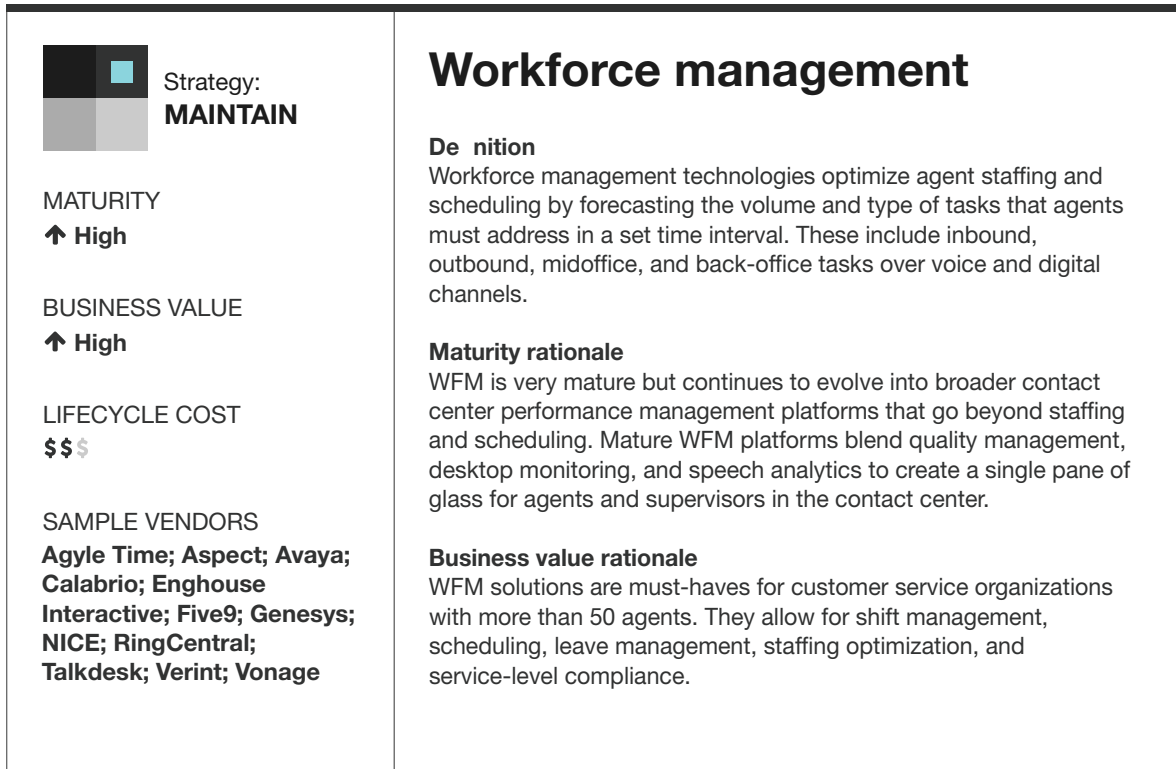 Strategy:
MAINTAIN
MATURITY
↑ High
BUSINESS VALUE
↑ High
LIFECYCLE COST
$$$
SAMPLE VENDORS
Agyle Time; Aspect; Avaya;
Calabrio; Enghouse
Interactive; Five9; Genesys;
NICE; RingCentral;
Talkdesk; Verint; Vonage
Workforce management
De nition
Workforce management technologies optimize agent staffing and
scheduling by forecasting the volume and type of tasks that agents
must address in a set time interval. These include inbound,
outbound, midoffice, and back-office tasks over voice and digital
channels.
Maturity rationale
WFM is very mature but continues to evolve into broader contact
center performance management platforms that go beyond staffing
and scheduling. Mature WFM platforms blend quality management,
desktop monitoring, and speech analytics to create a single pane of
glass for agents and supervisors in the contact center.
Business value rationale
WFM solutions are must-haves for customer service organizations
with more than 50 agents. They allow for shift management,
scheduling, leave management, staffing optimization, and
service-level compliance.